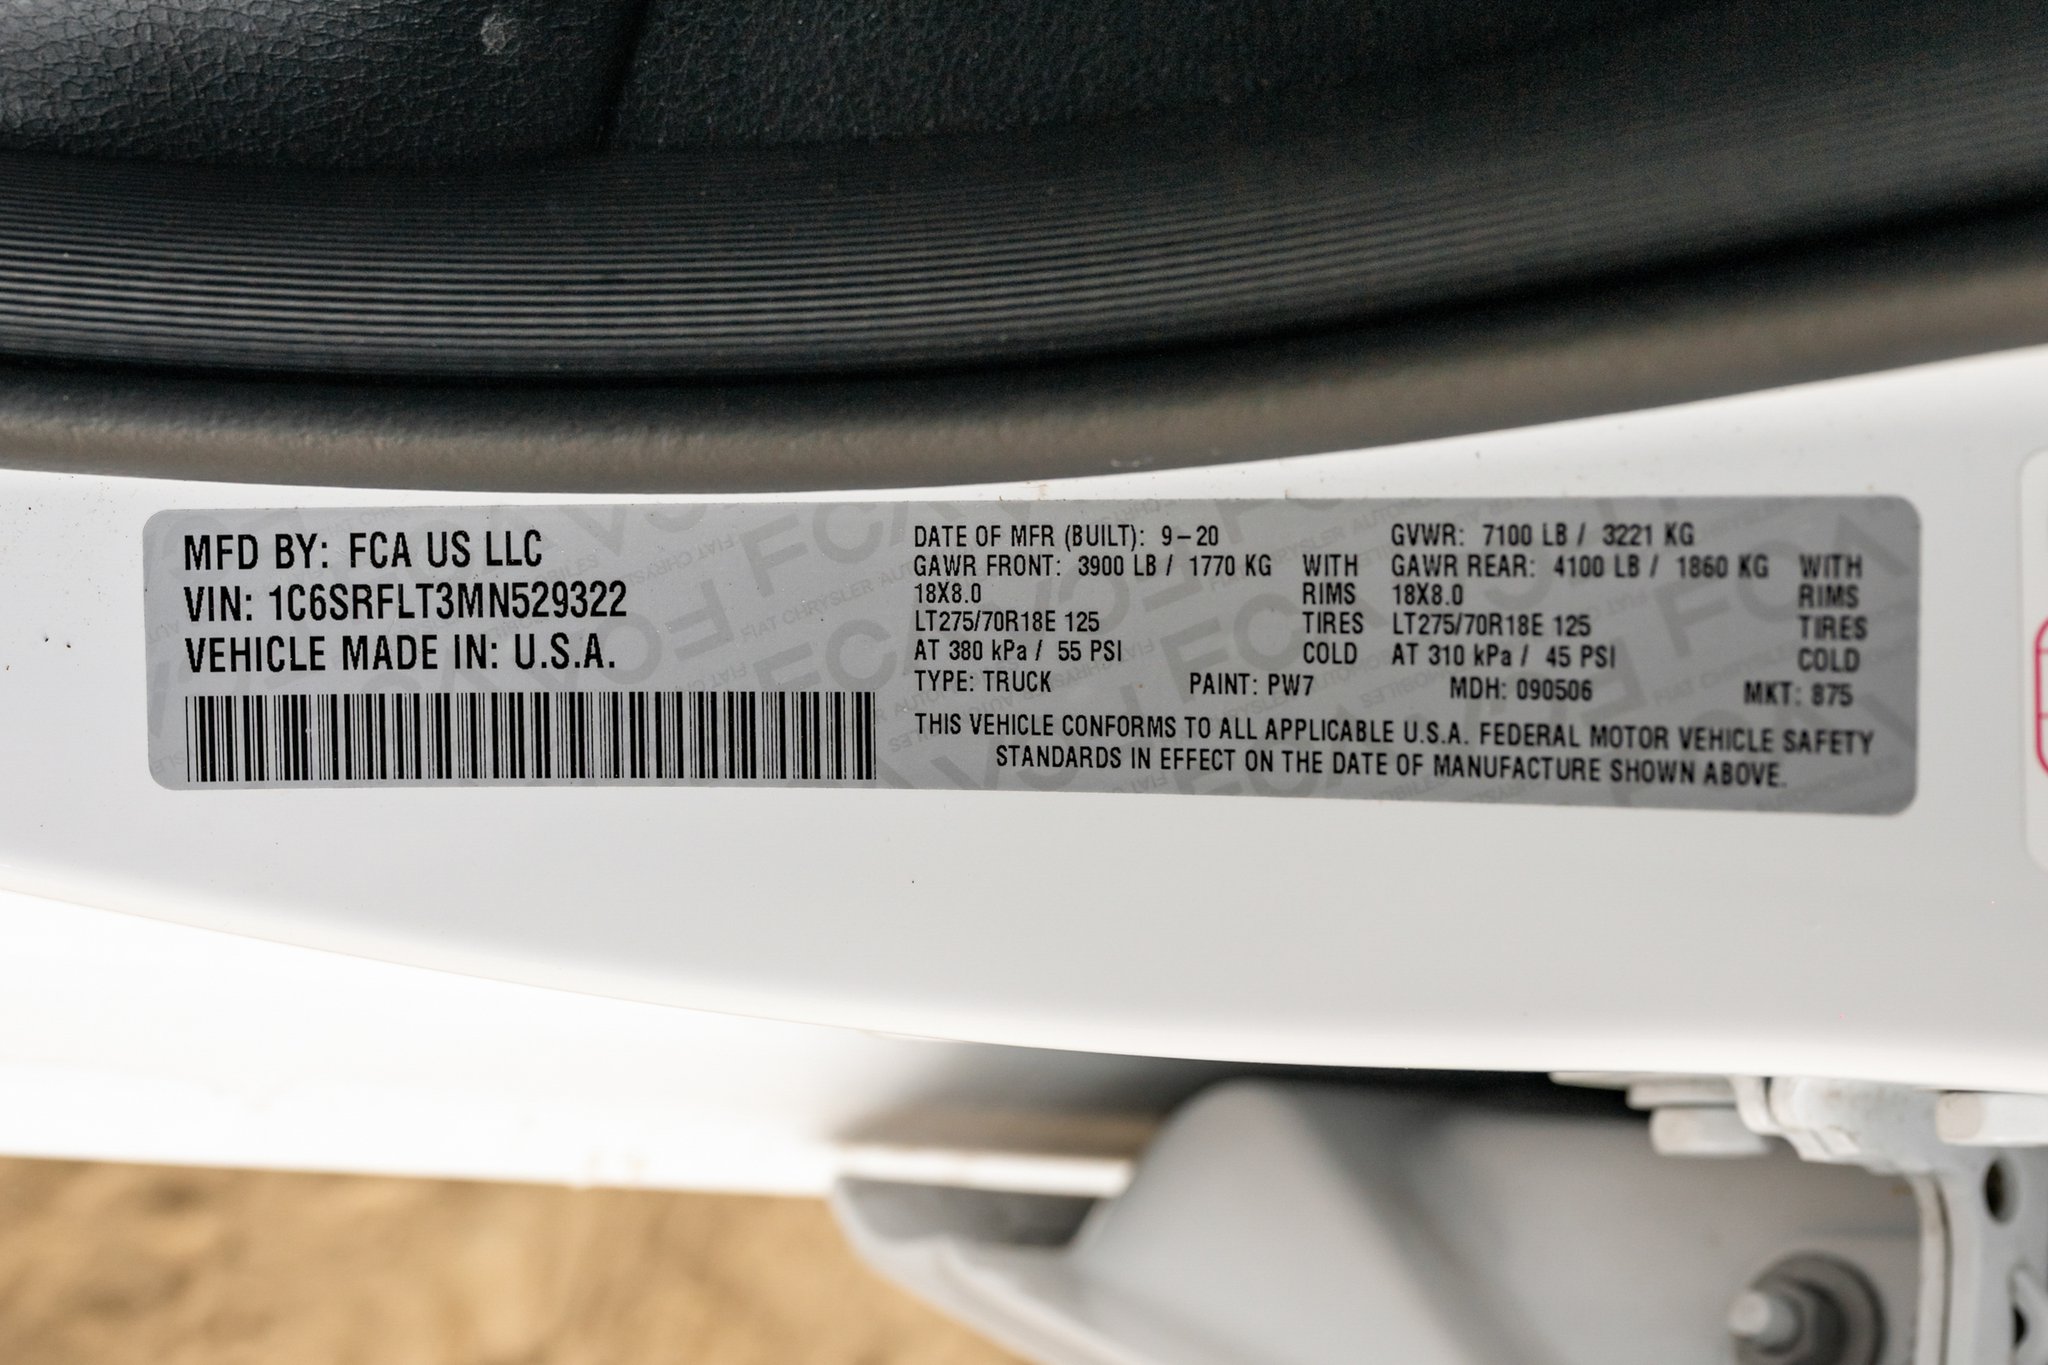 MFD BY: FCA US LLC
VIN: 1C6SRFLT3MN529322
VEHICLE MADE IN: U.S.A.
DATE OF MFR (BUILT): 9-20 GVWR: 7100 LB / 3221 KG
GAWR FRONT: 3900 LB / 1770 KG WITH GAWR REAR: 4100 LB / 1860 KG WITH
18X8.0 RIMS 18X8.0 RIMS
LT275/70R18E 125 TIRES LT275/70R18E 125 TIRES
AT 380 kPa / 55 PSI COLD AT 310 kPa / 45 PSI COLD
TYPE: TRUCK PAINT: PW7 MDH: 090506 MKT: 875
THIS VEHICLE CONFORMS TO ALL APPLICABLE U.S.A. FEDERAL MOTOR VEHICLE SAFETY
STANDARDS IN EFFECT ON THE DATE OF MANUFACTURE SHOWN ABOVE.